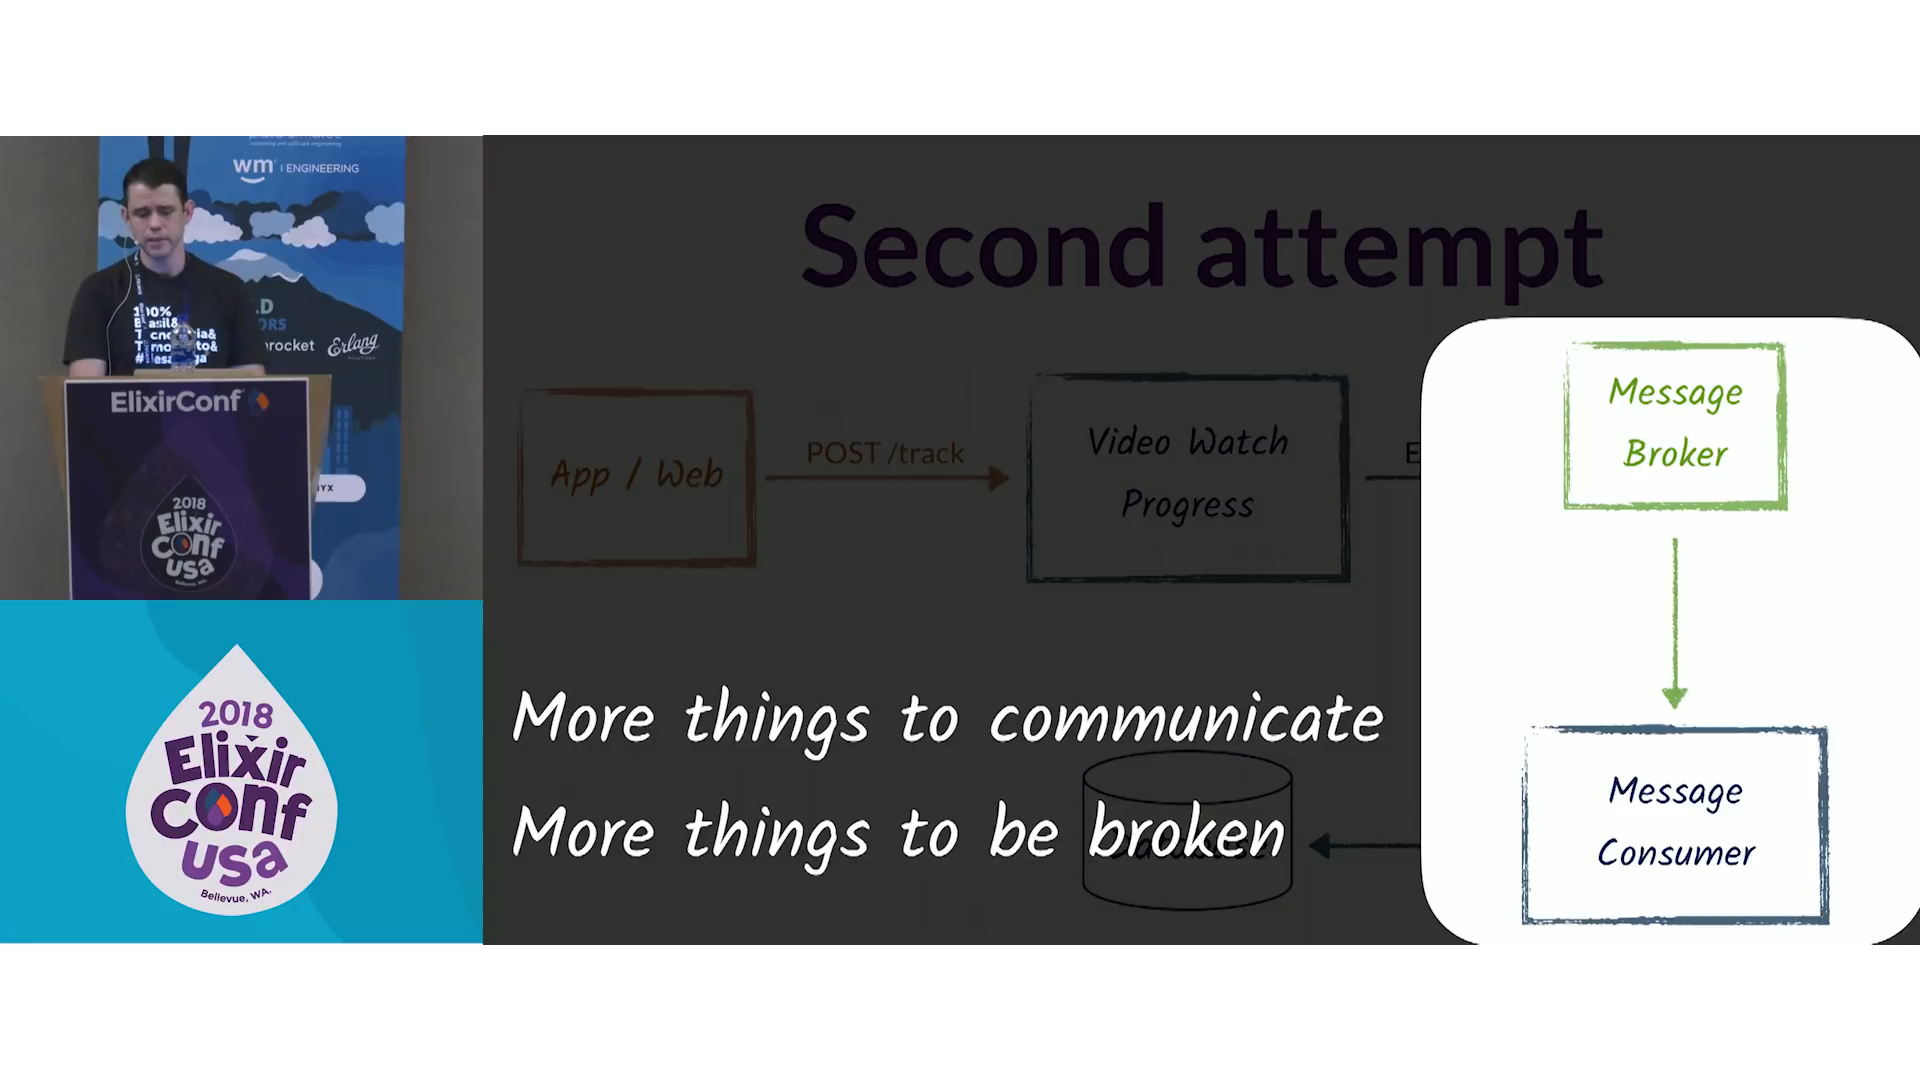 wm | ENGINEERING
Erlang
ElixirConf
2018
Elixir
Conf
USA
2018
Elixir
Conf
USA
Bellevue, WA.
Second attempt
App / Web
POST /track
Video Watch
Progress
Message
Broker
Message
Consumer
More things to communicate
More things to be broken